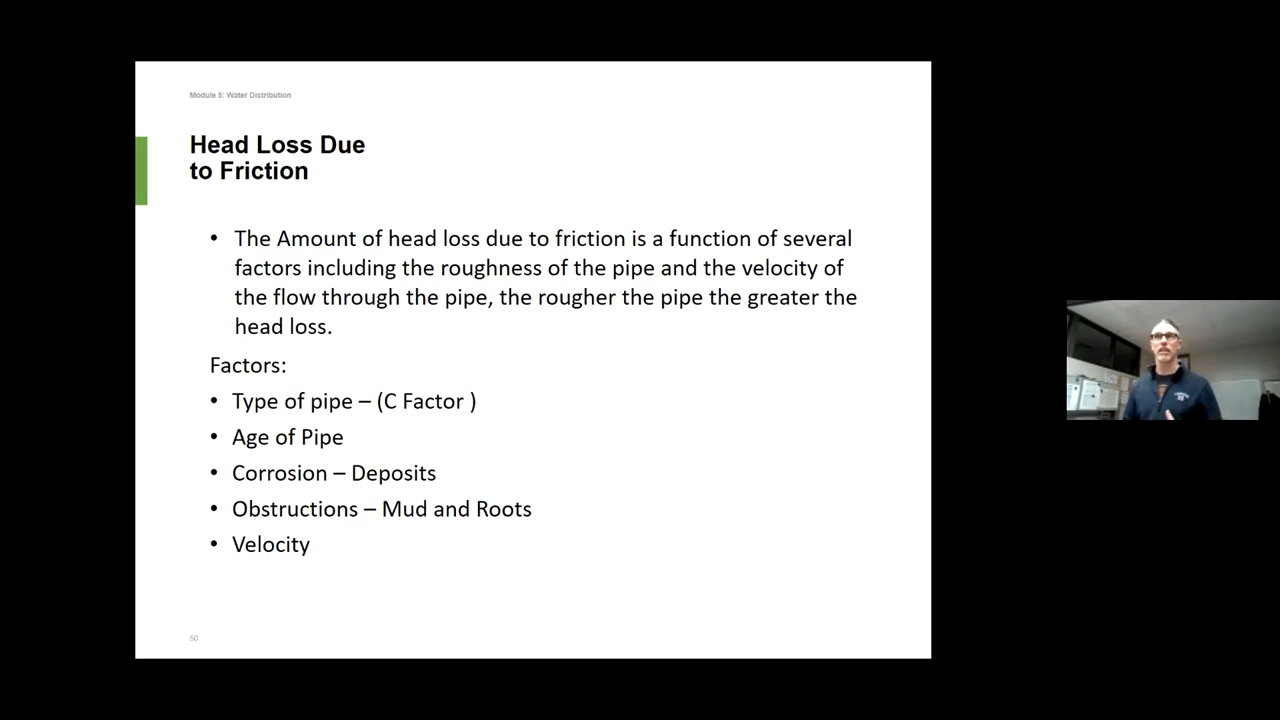 Module 5: Water Distribution
Head Loss Due
to Friction
• The Amount of head loss due to friction is a function of several
factors including the roughness of the pipe and the velocity of
the flow through the pipe, the rougher the pipe the greater the
head loss.
Factors:
• Type of pipe – (C Factor )
• Age of Pipe
• Corrosion – Deposits
• Obstructions – Mud and Roots
• Velocity
50